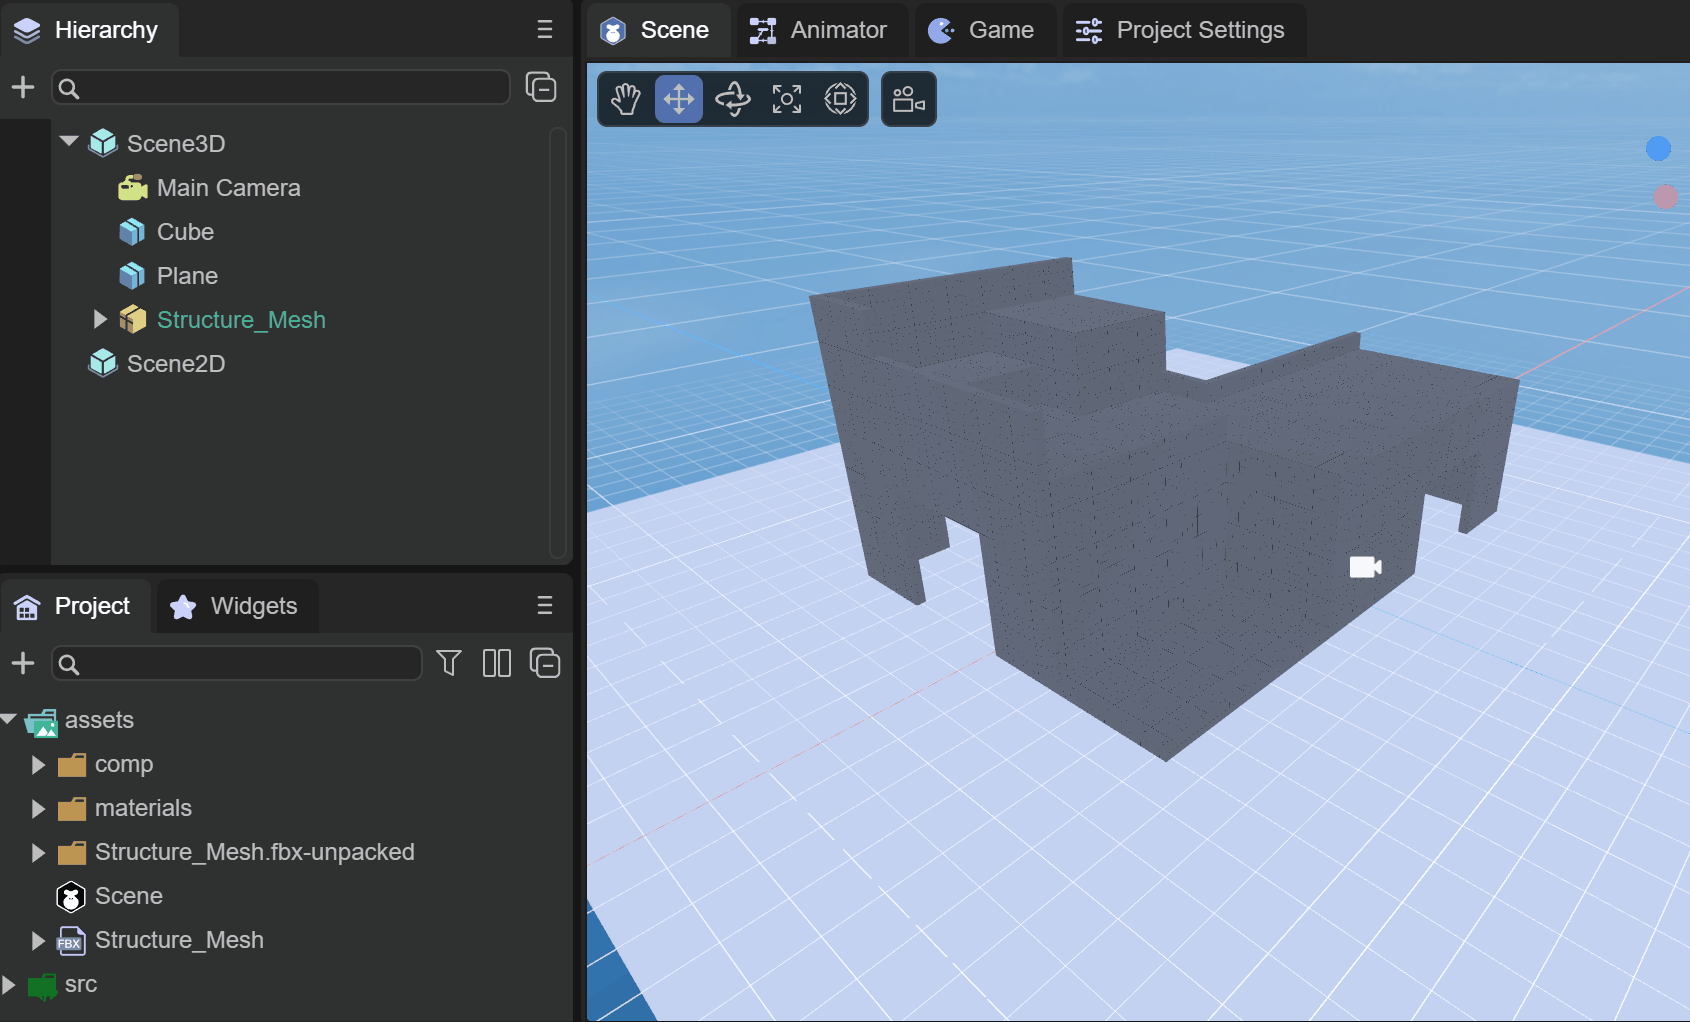 Hierarchy
Scene3D
Main Camera
Cube
Plane
Structure_Mesh
Scene2D
Project
Widgets
assets
comp
materials
Structure_Mesh.fbx-unpacked
Scene
FBX
Structure_Mesh
src
Scene
Animator
Game
Project Settings